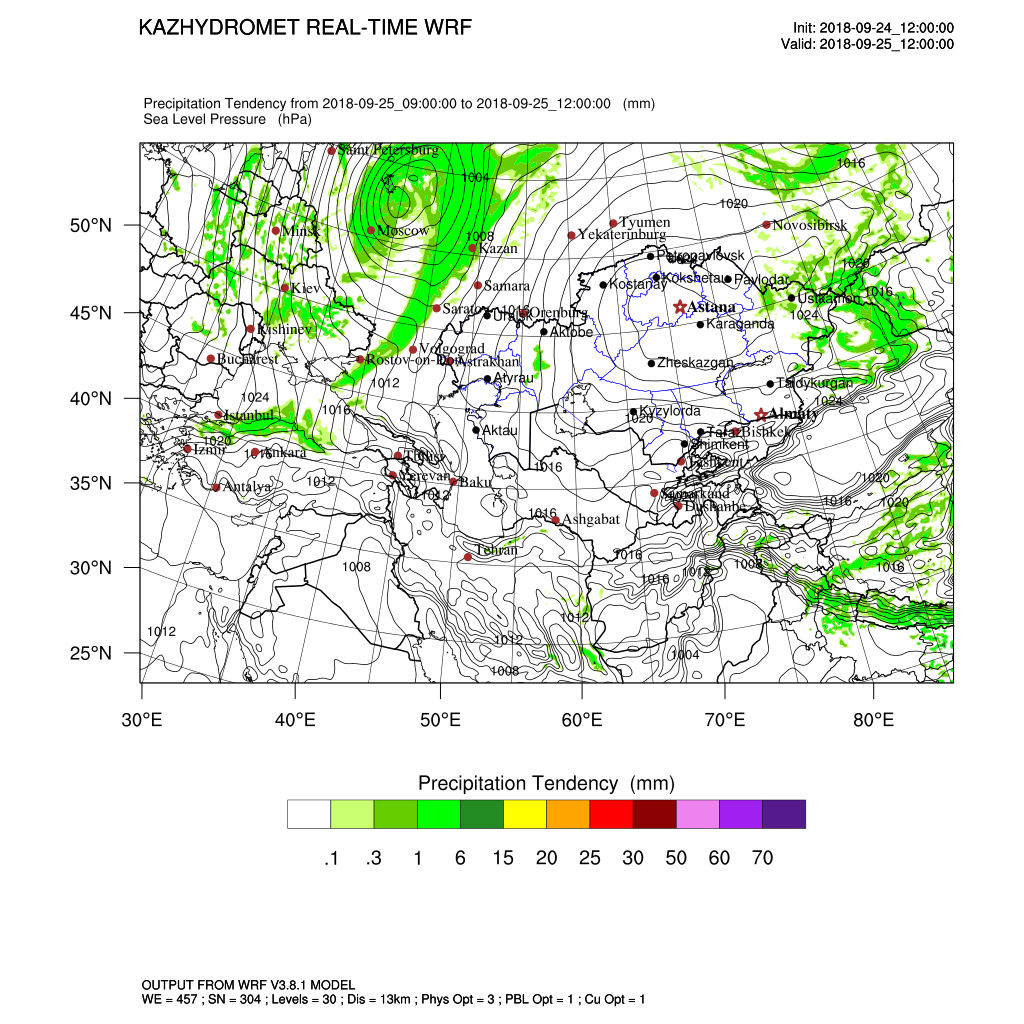 KAZHYDROMET REAL-TIME WRF
Init: 2018-09-24_12:00:00
Valid: 2018-09-25_12:00:00
Precipitation Tendency from 2018-09-25_09:00:00 to 2018-09-25_12:00:00 (mm)
Sea Level Pressure (hPa)
Saint Petersburg
1016
1004
1020
50°N
Minsk
Moscow
Tyumen
Novosibirsk
Yekaterinburg
1008
Kazan
Petropavlovsk
1020
Kokshetau
Pavlodar
Kiev
Samara
Kostanay
1016
Ustkamen
45°N
Saratov
1016
Orenburg
Astana
1024
Kishinev
Aktobe
Karaganda
Bucharest
Rostov-on-Don
Volgograd
Astrakhan
Zheskazgan
1012
Atyrau
Taldykurgan
40°N
1024
1024
Istanbul
1016
Kyzylorda
1020
Almaty
1020
Aktau
Taraz
Bishkek
Izmir
Ankara
Tbilisi
Shimkent
Tashkent
35°N
Antalya
1012
Yerevan
Baku
1016
1020
1012
Samarkand
1016
1020
1016
Ashgabat
Dushanbe
30°N
1008
Tehran
1016
1016
1012
1008
1016
1012
1012
1012
25°N
1008
1004
30°E
40°E
50°E
60°E
70°E
80°E
Precipitation Tendency (mm)
.1 .3 1 6 15 20 25 30 50 60 70
OUTPUT FROM WRF V3.8.1 MODEL
WE = 457 ; SN = 304 ; Levels = 30 ; Dis = 13km ; Phys Opt = 3 ; PBL Opt = 1 ; Cu Opt = 1